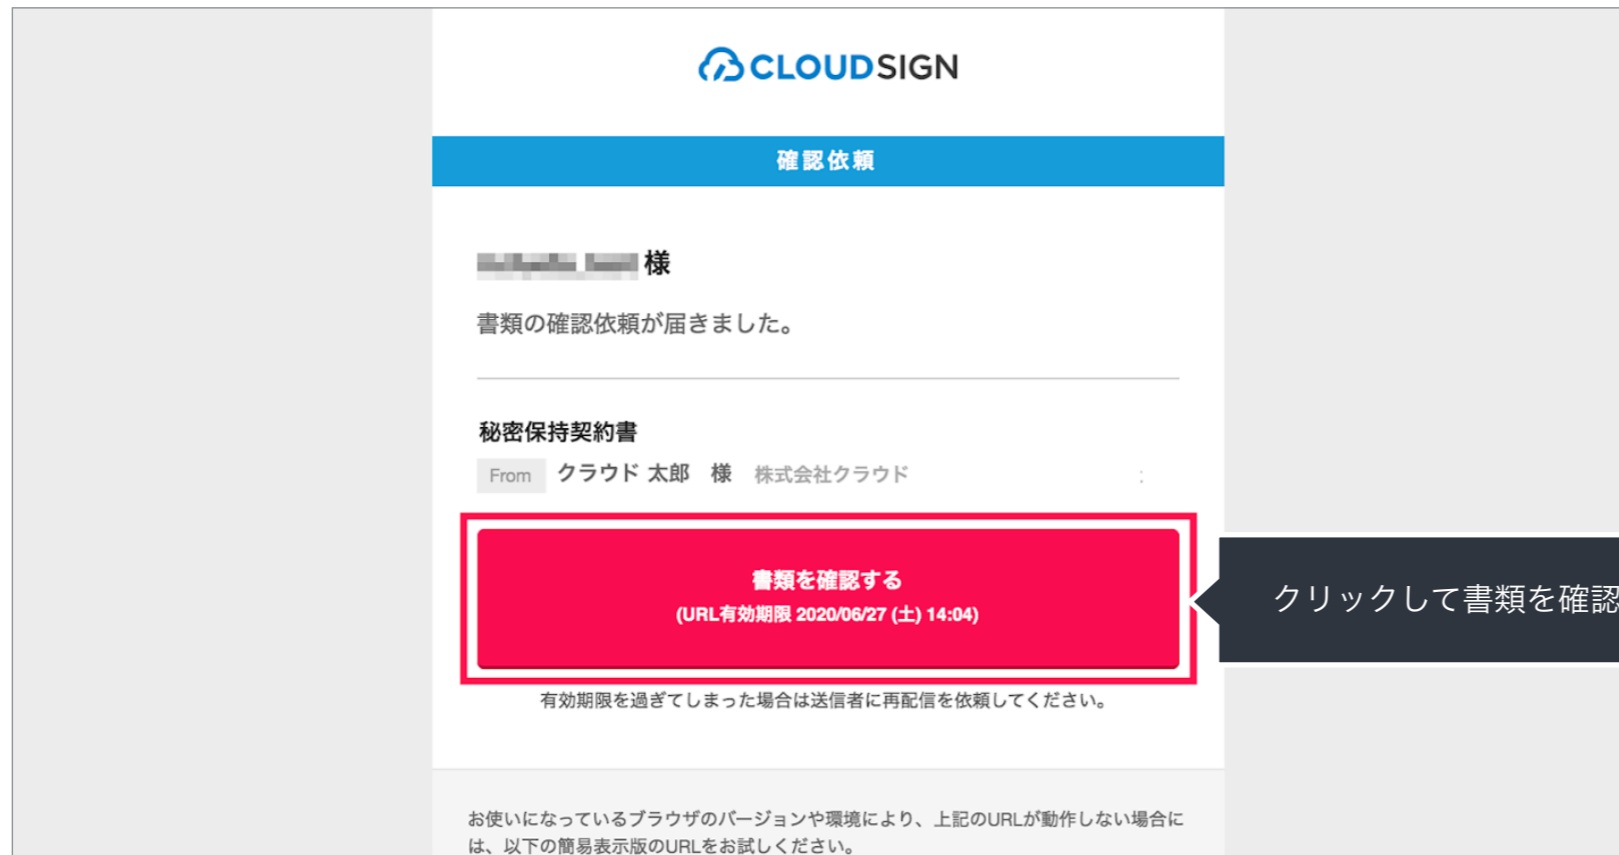 CLOUDSIGN
確認依頼
様
書類の確認依頼が届きました。
秘密保持契約書
From クラウド 太郎 様 株式会社クラウド :
書類を確認する
(URL有効期限 2020/06/27 (土) 14:04)
クリックして書類を確認
有効期限を過ぎてしまった場合は送信者に再配信を依頼してください。
お使いになっているブラウザのバージョンや環境により、上記のURLが動作しない場合に
は、以下の簡易表示版のURLをお試しください。